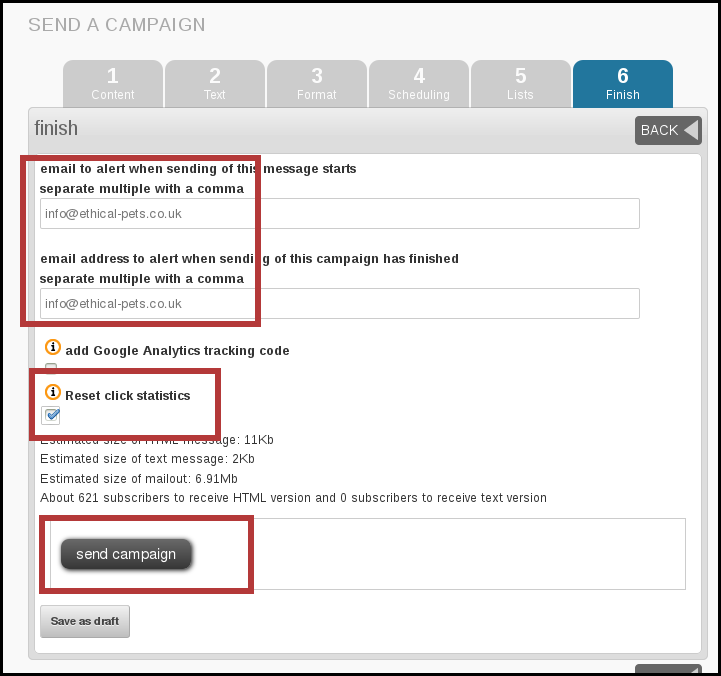 SEND A CAMPAIGN
1 2 3 4 5 6
Content Text Format Scheduling Lists Finish
finish
BACK
email to alert when sending of this message starts
separate multiple with a comma
info@ethical-pets.co.uk
email address to alert when sending of this campaign has finished
separate multiple with a comma
info@ethical-pets.co.uk
add Google Analytics tracking code
Reset click statistics
Estimated size of HTML message: 11Kb
Estimated size of text message: 2Kb
Estimated size of mailout: 6.91Mb
About 621 subscribers to receive HTML version and 0 subscribers to receive text version
send campaign
Save as draft